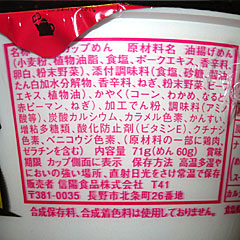 名称 カップめん 原材料名 油揚げめん
(小麦粉、植物油脂、食塩、ポークエキス、香辛料、
卵白、粉末野菜)、添付調味料(食塩、砂糖、
たん白加水分解物、香辛料、ねぎ、粉末野菜、ビーフ
エキス、植物油)、かやく(コーン、わかめ、なると、
赤ピーマン、ねぎ)、加工でん粉、調味料(アミノ
酸等)、炭酸カルシウム、カラメル色素、かんすい、
増粘多糖類、酸化防止剤(ビタミンE)、クチナシ
色素、ベニコウジ色素、(原材料の一部に鶏肉、
ゼラチンを含む) 内容量 71g(めん60g) 賞味
期限 カップ側面に表示 保存方法 高温多湿や
においの強い場所、直射日光をさけ常温で保存
販売者 信陽食品株式会社 T41
〒381-0035 長野市北条町26番地
合成保存料、合成着色料は使用しておりません。